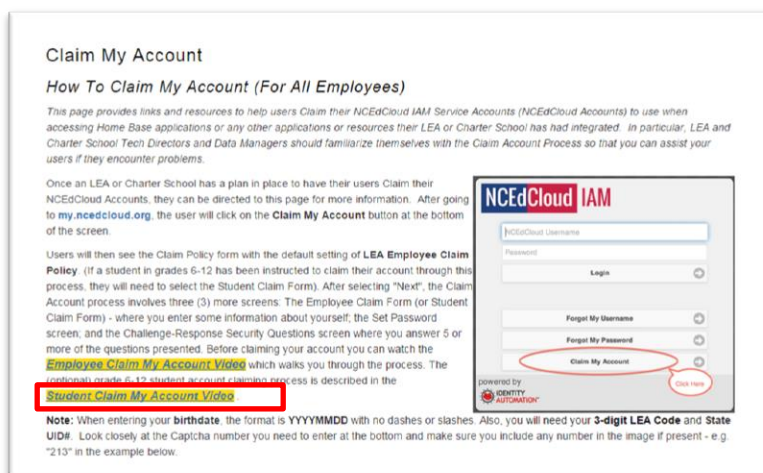 Claim My Account
How To Claim My Account (For All Employees)
This page provides links and resources to help users Claim their NCEdCloud IAM Service Accounts (NCEdCloud Accounts) to use when
accessing Home Base applications or any other applications or resources their LEA or Charter School has had integrated. In particular, LEA and
Charter School Tech Directors and Data Managers should familiarize themselves with the Claim Account Process so that you can assist your
users if they encounter problems.
Once an LEA or Charter School has a plan in place to have their users Claim their
NCEdCloud Accounts, they can be directed to this page for more information. After going
to my.ncedcloud.org, the user will click on the Claim My Account button at the bottom
of the screen.
Users will then see the Claim Policy form with the default setting of LEA Employee Claim
Policy. (If a student in grades 6-12 has been instructed to claim their account through this
process, they will need to select the Student Claim Form). After selecting "Next", the Claim
Account process involves three (3) more screens: The Employee Claim Form (or Student
Claim Form) - where you enter some information about yourself; the Set Password
screen; and the Challenge-Response Security Questions screen where you answer 5 or
more of the questions presented. Before claiming your account you can watch the
Employee Claim My Account Video which walks you through the process. The
(optional) grade 6-12 student account claiming process is described in the
Student Claim My Account Video.
NCEdCloud IAM
NCEdCloud Username
Password
Login
Forgot My Username
Forgot My Password
Claim My Account
Click Here
powered by
IDENTITY
AUTOMATION
Note: When entering your birthdate, the format is YYYYMMDD with no dashes or slashes. Also, you will need your 3-digit LEA Code and State
UID#. Look closely at the Captcha number you need to enter at the bottom and make sure you include any number in the image if present - e.g.
"213" in the example below.